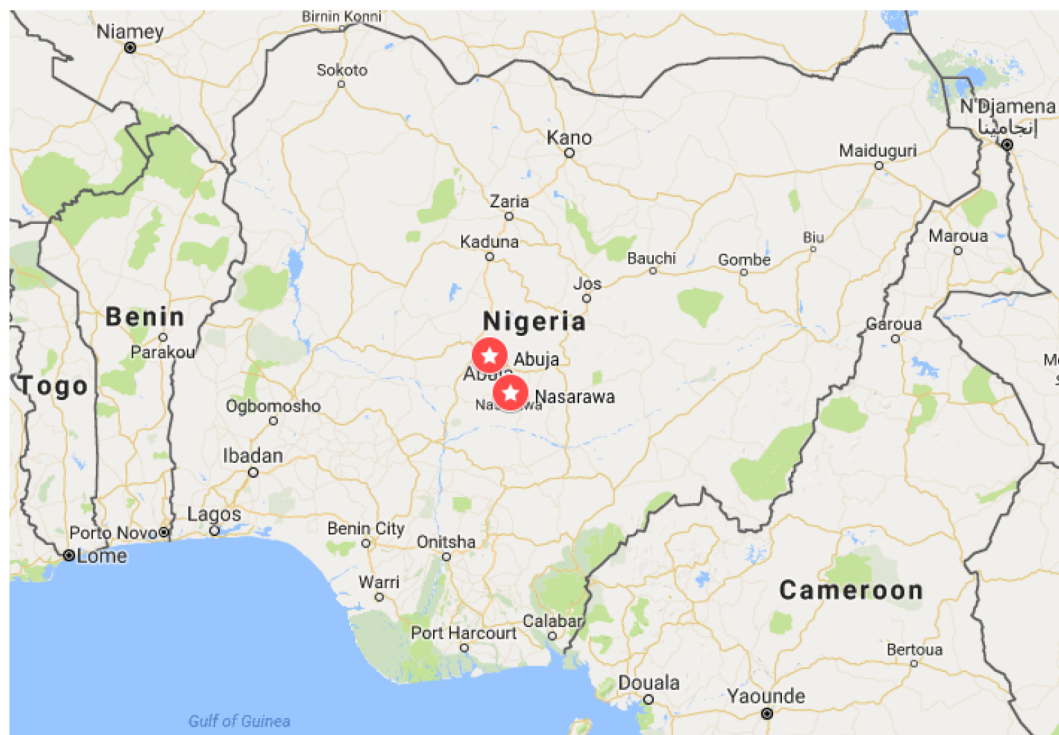 Birnin Konni
Niamey
Sokoto
N'Djamena
إنجامينا
Kano
Maiduguri
Zaria
Kaduna
Biu
Maroua
Bauchi
Gombe
Jos
Benin
Nigeria
Garoua
Parakou
Abuja
Abuja
Togo
Nasarawa
Nasarawa
Ogbomosho
Ibadan
Lagos
Porto Novo
Benin City
Onitsha
Lome
Warri
Cameroon
Calabar
Port Harcourt
Bertoua
Douala
Yaounde
Gulf of Guinea